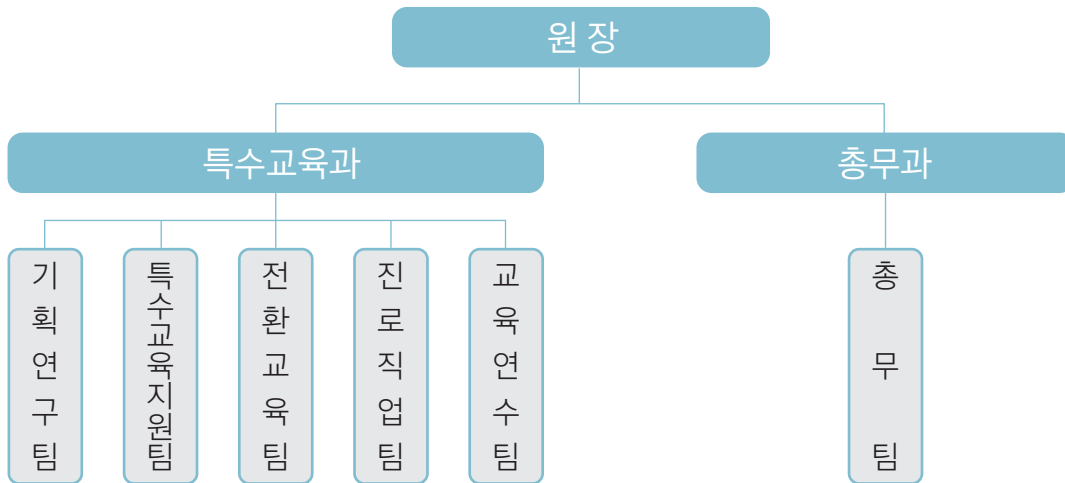 원장
특수교육과
총무과
기획연구팀
특수교육지원팀
전환교육팀
진로직업팀
교육연수팀
총무팀